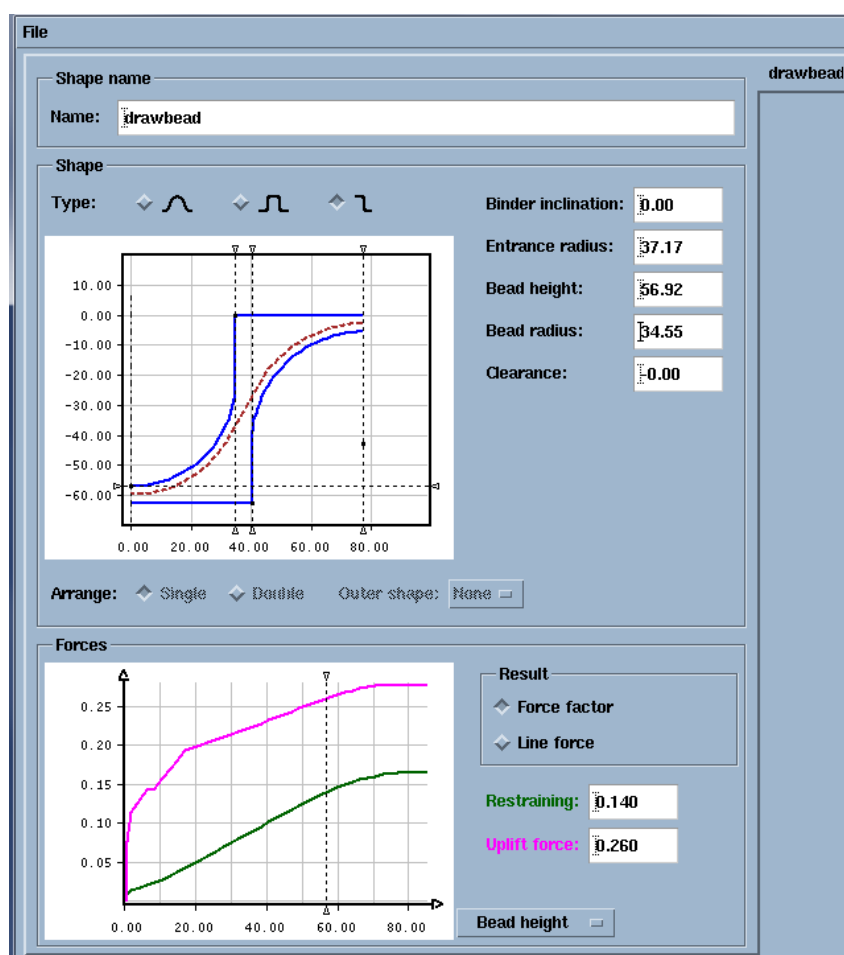 File
Shape name
drawbead
Name: drawbead
Shape
Type:
Binder inclination: 0.00
Entrance radius: 37.17
Bead height: 56.92
Bead radius: 34.55
Clearance: -0.00
10.00
0.00
-10.00
-20.00
-30.00
-40.00
-50.00
-60.00
0.00 20.00 40.00 60.00 80.00
Arrange: Single Double Outer shape: None
Forces
0.25
0.20
0.15
0.10
0.05
0.00 20.00 40.00 60.00 80.00
Result
Force factor
Line force
Restraining: 0.140
Uplift force: 0.260
Bead height